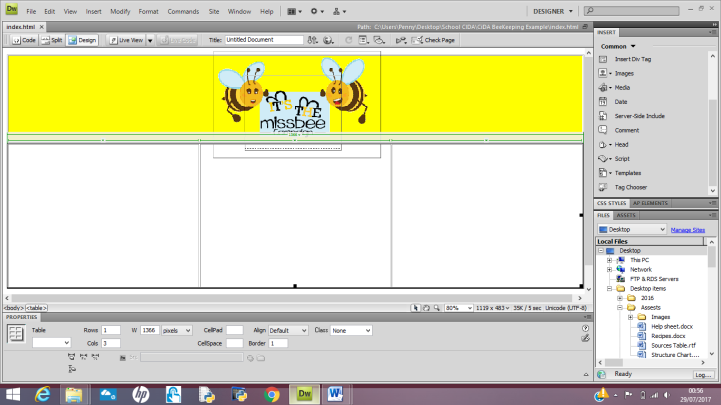 Dw File Edit View Insert Modify Format Commands Site Window Help DESIGNER
index.html × Path: C:\Users\Penny\Desktop\School CIDA\CIDA BeeKeeping Example\index.html
Code Split Design Live View Live Code Title: Untitled Document Check Page
IT'S THE
missbee
INSERT
Common
Insert Div Tag
Images
Media
Date
Server-Side Include
Comment
Head
Script
Templates
Tag Chooser
CSS STYLES AP ELEMENTS
FILES ASSETS
Desktop Manage Sites
Local Files
Desktop
This PC
Network
FTP & RDS Servers
Desktop items
2016
Assests
Images
Help sheet.docx
Recipes.docx
Sources Table.rtf
Structure Chart....
Ready Log...
<body> <table> 80% 1119 x 483 35K / 5 sec Unicode (UTF-8)
PROPERTIES
Table Rows 1 W 1366 pixels CellPad Align Default Class None
Cols 3 CellSpace Border 1
hp Dw W
00:56
29/07/2017